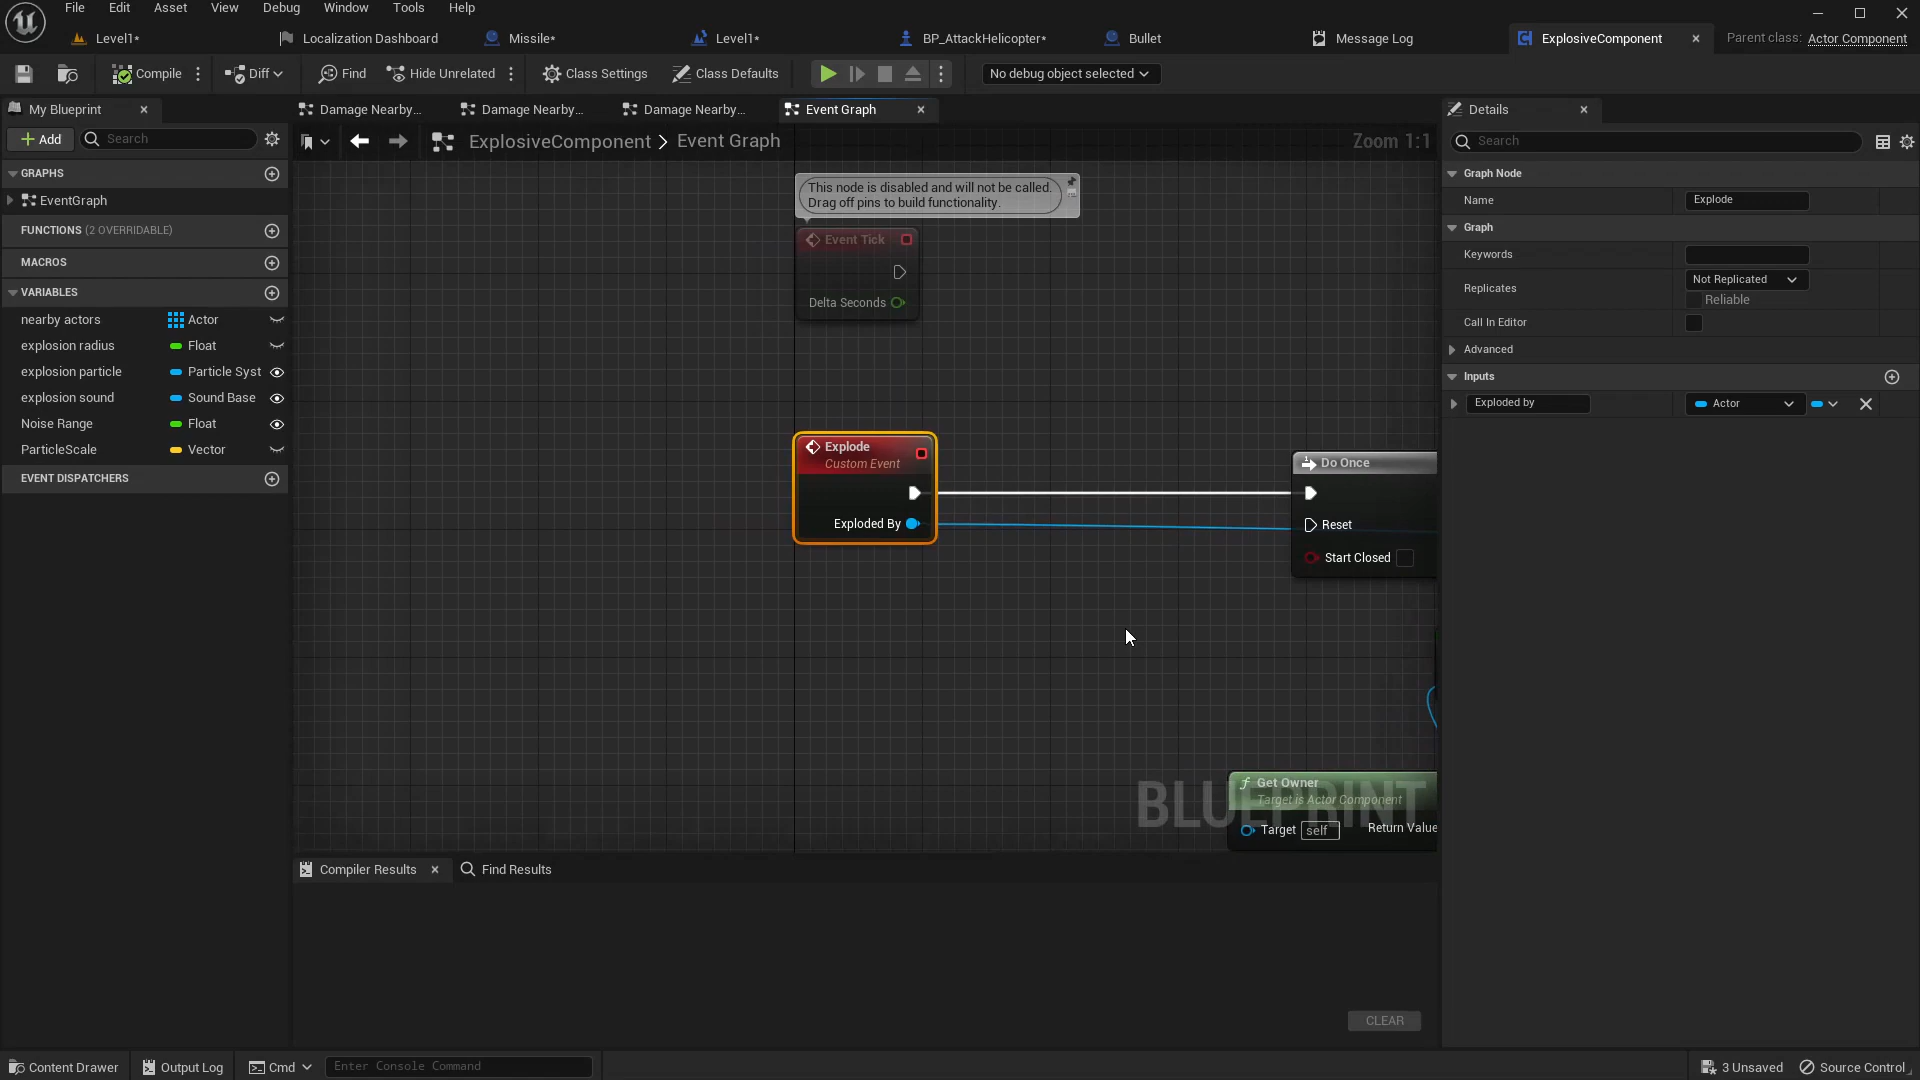 File Edit View Asset Debug Window Tools Help
Level1*
Localization Dashboard
Missile*
Level1*
BP_AttackHelicopter*
Bullet
Message Log
ExplosiveComponent
Parent class: Actor Component
Compile
Diff
Find
Hide Unrelated
Class Settings
Class Defaults
No debug object selected
My Blueprint
Damage Nearby...
Damage Nearby...
Damage Nearby...
Event Graph
Details
Add
Search
ExplosiveComponent > Event Graph
Zoom 1:1
Search
GRAPHS
EventGraph
FUNCTIONS (2 OVERRIDABLE)
MACROS
VARIABLES
nearby actors Actor
explosion radius Float
explosion particle Particle Syst
explosion sound Sound Base
Noise Range Float
ParticleScale Vector
EVENT DISPATCHERS
This node is disabled and will not be called.
Drag off pins to build functionality.
Event Tick
Delta Seconds
Explode
Custom Event
Exploded By
Do Once
Reset
Start Closed
Get Owner
Target is Actor Component
Target self Return Value
BLUEPRINT
Graph Node
Name Explode
Graph
Keywords
Replicates Not Replicated
Reliable
Call In Editor
Advanced
Inputs
Exploded by Actor
Compiler Results
Find Results
CLEAR
Content Drawer
Output Log
Cmd
Enter Console Command
3 Unsaved
Source Control